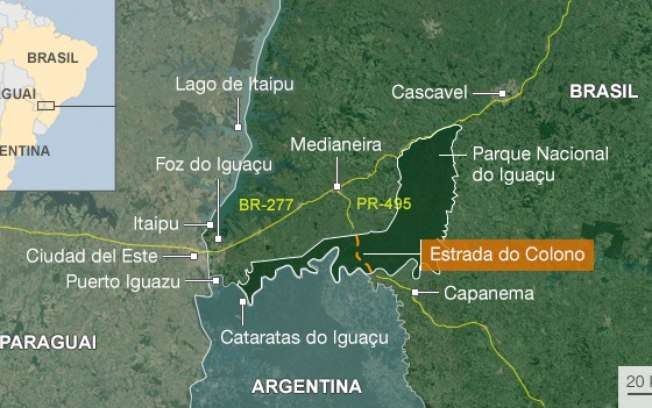 BRASIL
GUAI
ENTINA
Lago de Itaipu
Cascavel
BRASIL
Medianeira
Parque Nacional
do Iguaçu
Foz do Iguaçu
BR-277
PR-495
Itaipu
Ciudad del Este
Estrada do Colono
Puerto Iguazu
Capanema
Cataratas do Iguaçu
PARAGUAI
ARGENTINA
20